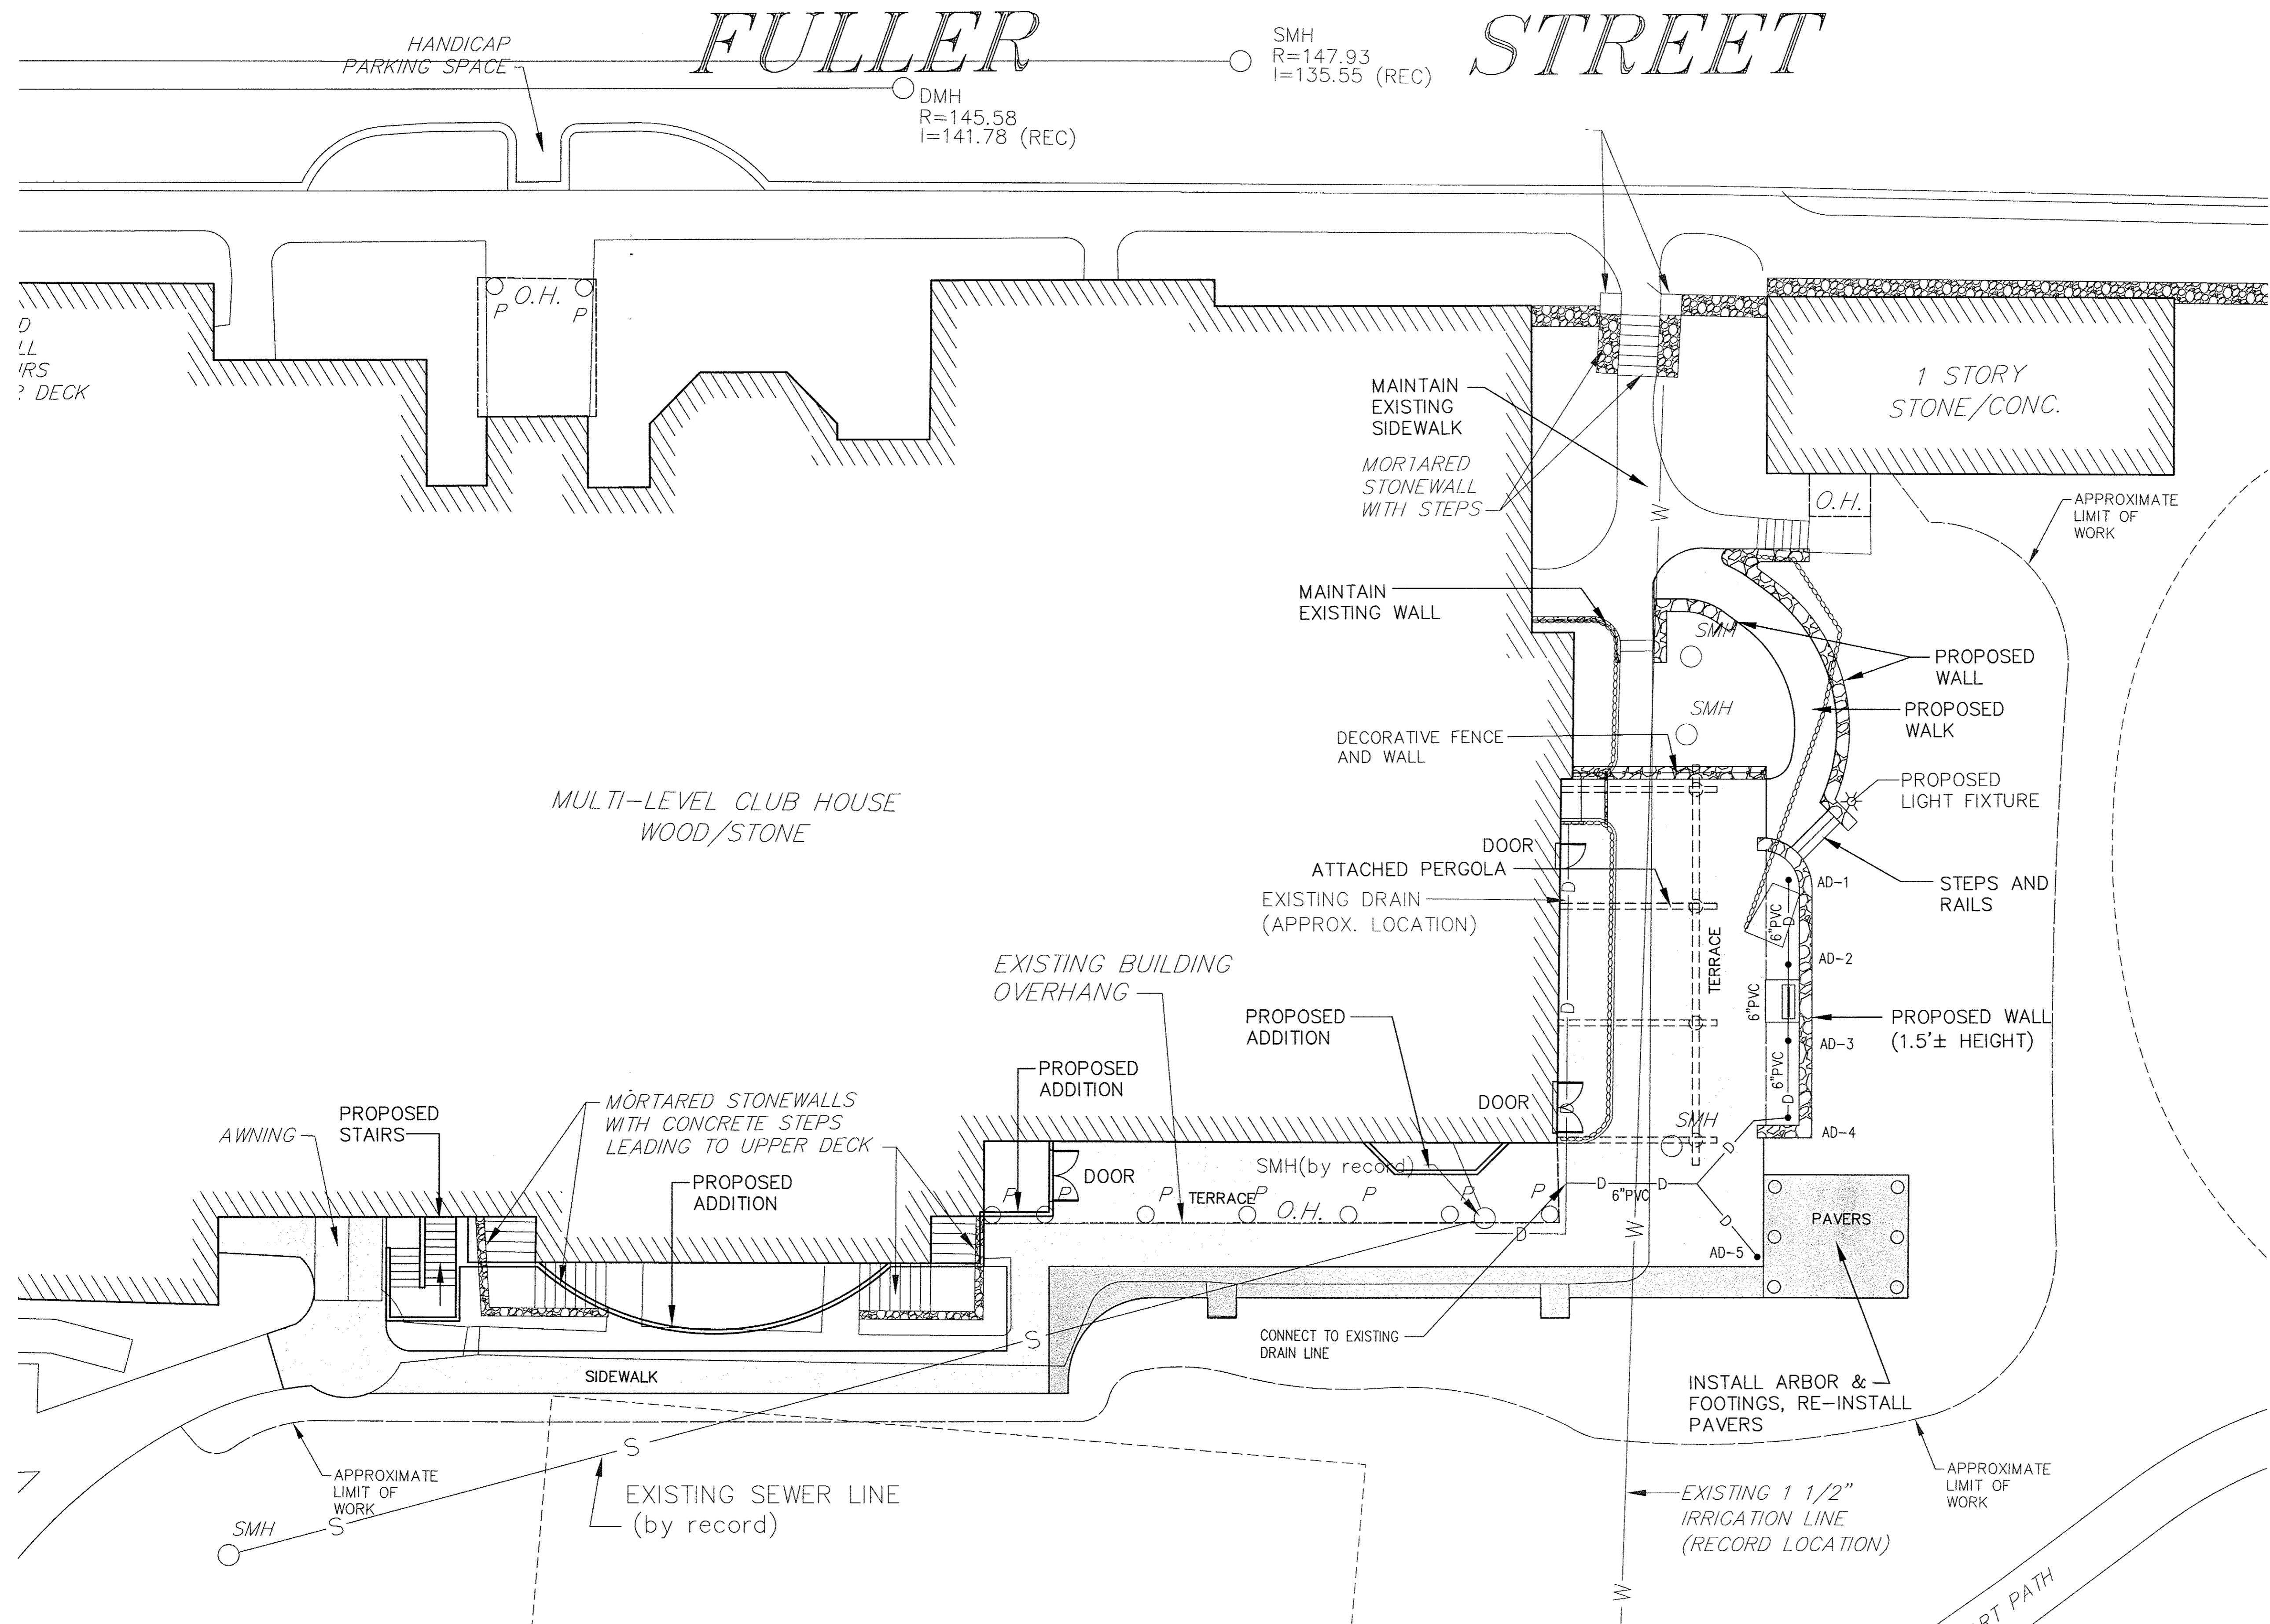 FULLER STREET
HANDICAP
PARKING SPACE
SMH
R=147.93
I=135.55 (REC)
DMH
R=145.58
I=141.78 (REC)
O.H.
P
P
DECK
1 STORY
STONE/CONC.
MAINTAIN
EXISTING
SIDEWALK
MORTARED
STONEWALL
WITH STEPS
W
O.H.
APPROXIMATE
LIMIT OF
WORK
MAINTAIN
EXISTING WALL
SMH
PROPOSED
WALL
SMH
PROPOSED
WALK
DECORATIVE FENCE
AND WALL
PROPOSED
LIGHT FIXTURE
MULTI-LEVEL CLUB HOUSE
WOOD/STONE
DOOR
ATTACHED PERGOLA
EXISTING DRAIN
(APPROX. LOCATION)
D
D
AD-1
STEPS AND
RAILS
6"PVC
D
TERRACE
AD-2
6"PVC
PROPOSED WALL
(1.5'± HEIGHT)
AD-3
6"PVC
D
AD-4
EXISTING BUILDING
OVERHANG
PROPOSED
ADDITION
PROPOSED
ADDITION
DOOR
SMH
MORTARED STONEWALLS
WITH CONCRETE STEPS
LEADING TO UPPER DECK
PROPOSED
STAIRS
AWNING
PROPOSED
ADDITION
DOOR
SMH(by record)
P
P
P
TERRACE
P
O.H.
P
P
P
D
D
6"PVC
D
D
D
W
AD-5
PAVERS
S
CONNECT TO EXISTING
DRAIN LINE
SIDEWALK
INSTALL ARBOR &
FOOTINGS, RE-INSTALL
PAVERS
S
APPROXIMATE
LIMIT OF
WORK
EXISTING SEWER LINE
(by record)
SMH
S
EXISTING 1 1/2"
IRRIGATION LINE
(RECORD LOCATION)
APPROXIMATE
LIMIT OF
WORK
W
PATH